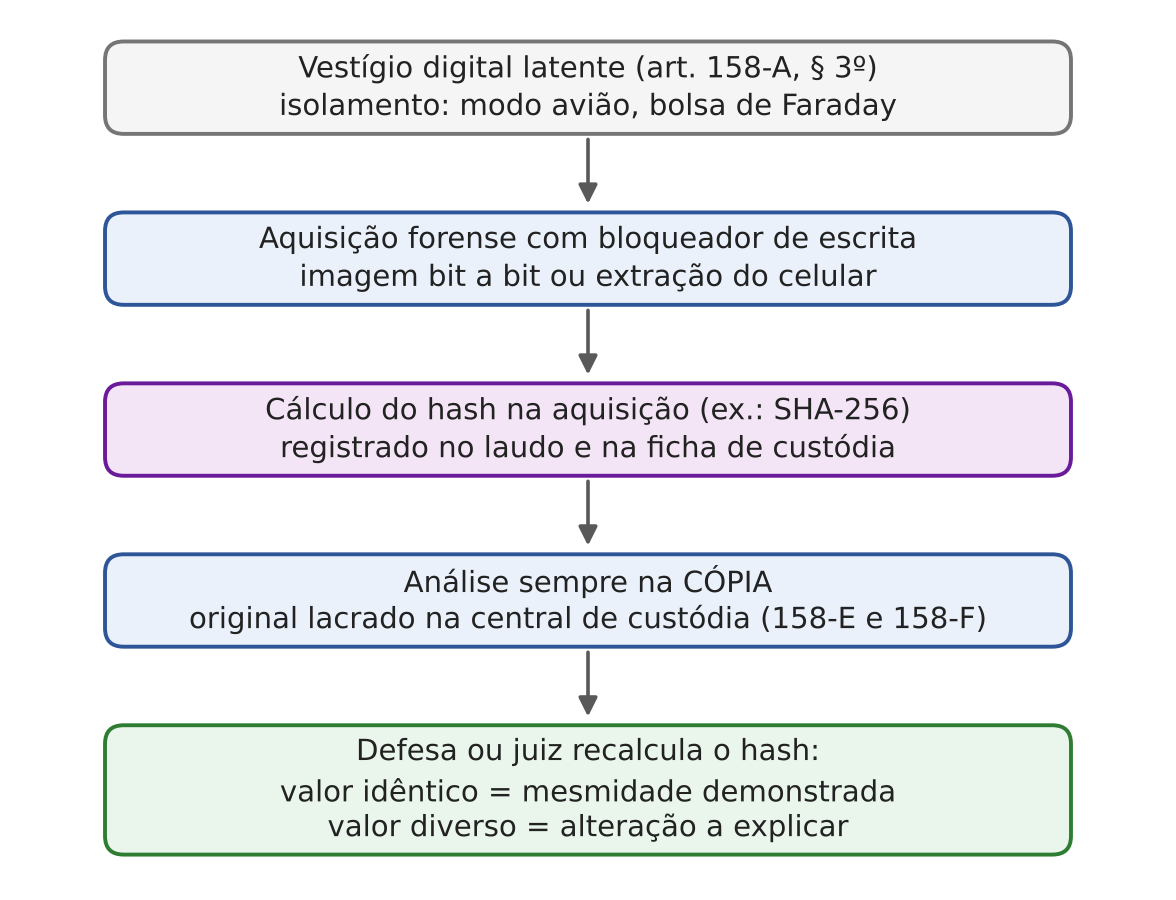 Vestígio digital latente (art. 158-A, § 3º)
isolamento: modo avião, bolsa de Faraday
Aquisição forense com bloqueador de escrita
imagem bit a bit ou extração do celular
Cálculo do hash na aquisição (ex.: SHA-256)
registrado no laudo e na ficha de custódia
Análise sempre na CÓPIA
original lacrado na central de custódia (158-E e 158-F)
Defesa ou juiz recalcula o hash:
valor idêntico = mesmidade demonstrada
valor diverso = alteração a explicar